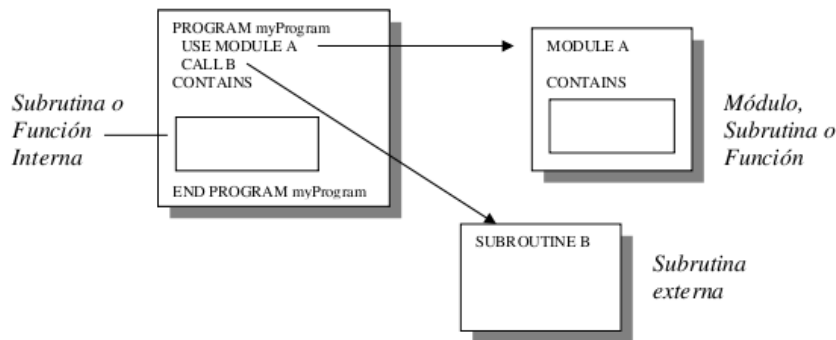 PROGRAM myProgram
USE MODULE A
CALL B
CONTAINS
END PROGRAM myProgram
Subrutina o
Función
Interna
MODULE A
CONTAINS
Módulo,
Subrutina o
Función
SUBROUTINE B
Subrutina
externa